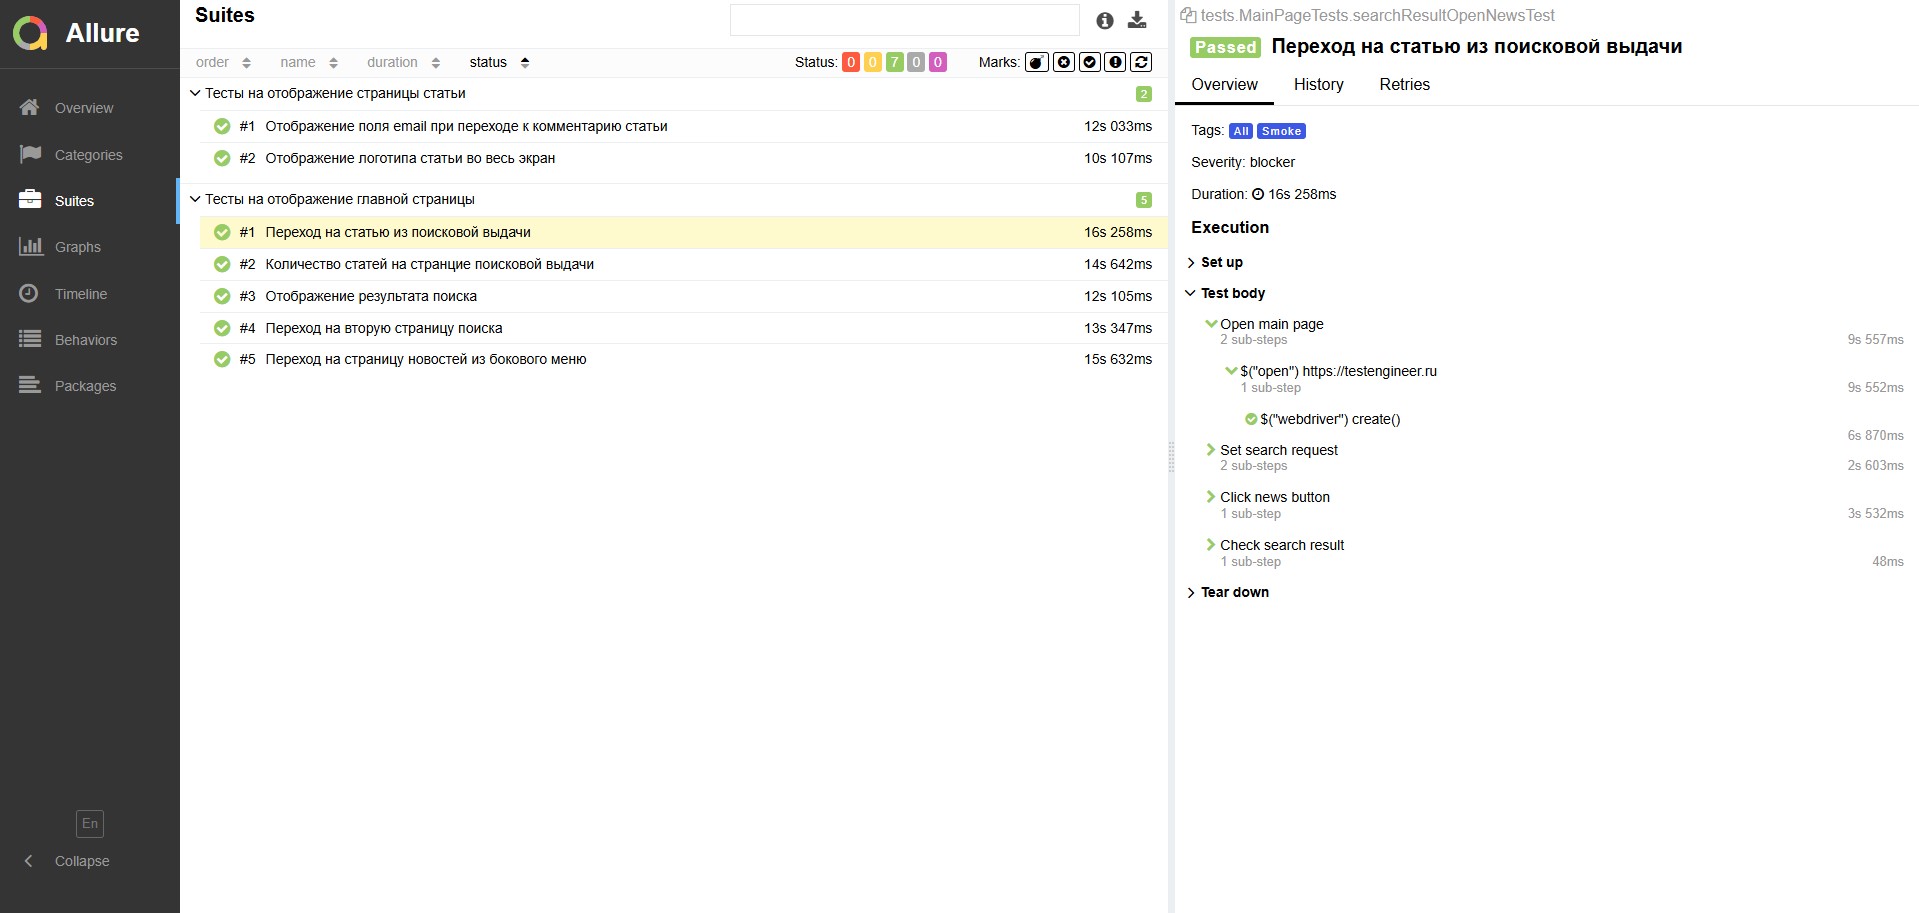 Allure
Overview
Categories
Suites
Graphs
Timeline
Behaviors
Packages
En
Collapse
Suites
order name duration status
Status: 0 0 7 0 0 Marks:
Тесты на отображение страницы статьи 2
#1 Отображение поля email при переходе к комментарию статьи 12s 033ms
#2 Отображение логотипа статьи во весь экран 10s 107ms
Тесты на отображение главной страницы 5
#1 Переход на статью из поисковой выдачи 16s 258ms
#2 Количество статей на странцие поисковой выдачи 14s 642ms
#3 Отображение результата поиска 12s 105ms
#4 Переход на вторую страницу поиска 13s 347ms
#5 Переход на страницу новостей из бокового меню 15s 632ms
tests.MainPageTests.searchResultOpenNewsTest
Passed Переход на статью из поисковой выдачи
Overview History Retries
Tags: All Smoke
Severity: blocker
Duration: 16s 258ms
Execution
Set up
Test body
Open main page
2 sub-steps 9s 557ms
$("open") https://testengineer.ru
1 sub-step 9s 552ms
$("webdriver") create()
6s 870ms
Set search request
2 sub-steps 2s 603ms
Click news button
1 sub-step 3s 532ms
Check search result
1 sub-step 48ms
Tear down